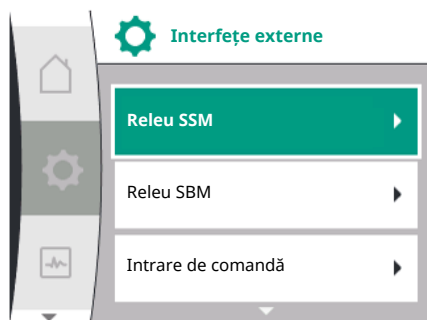 Interfețe externe
Releu SSM
Releu SBM
Intrare de comandă